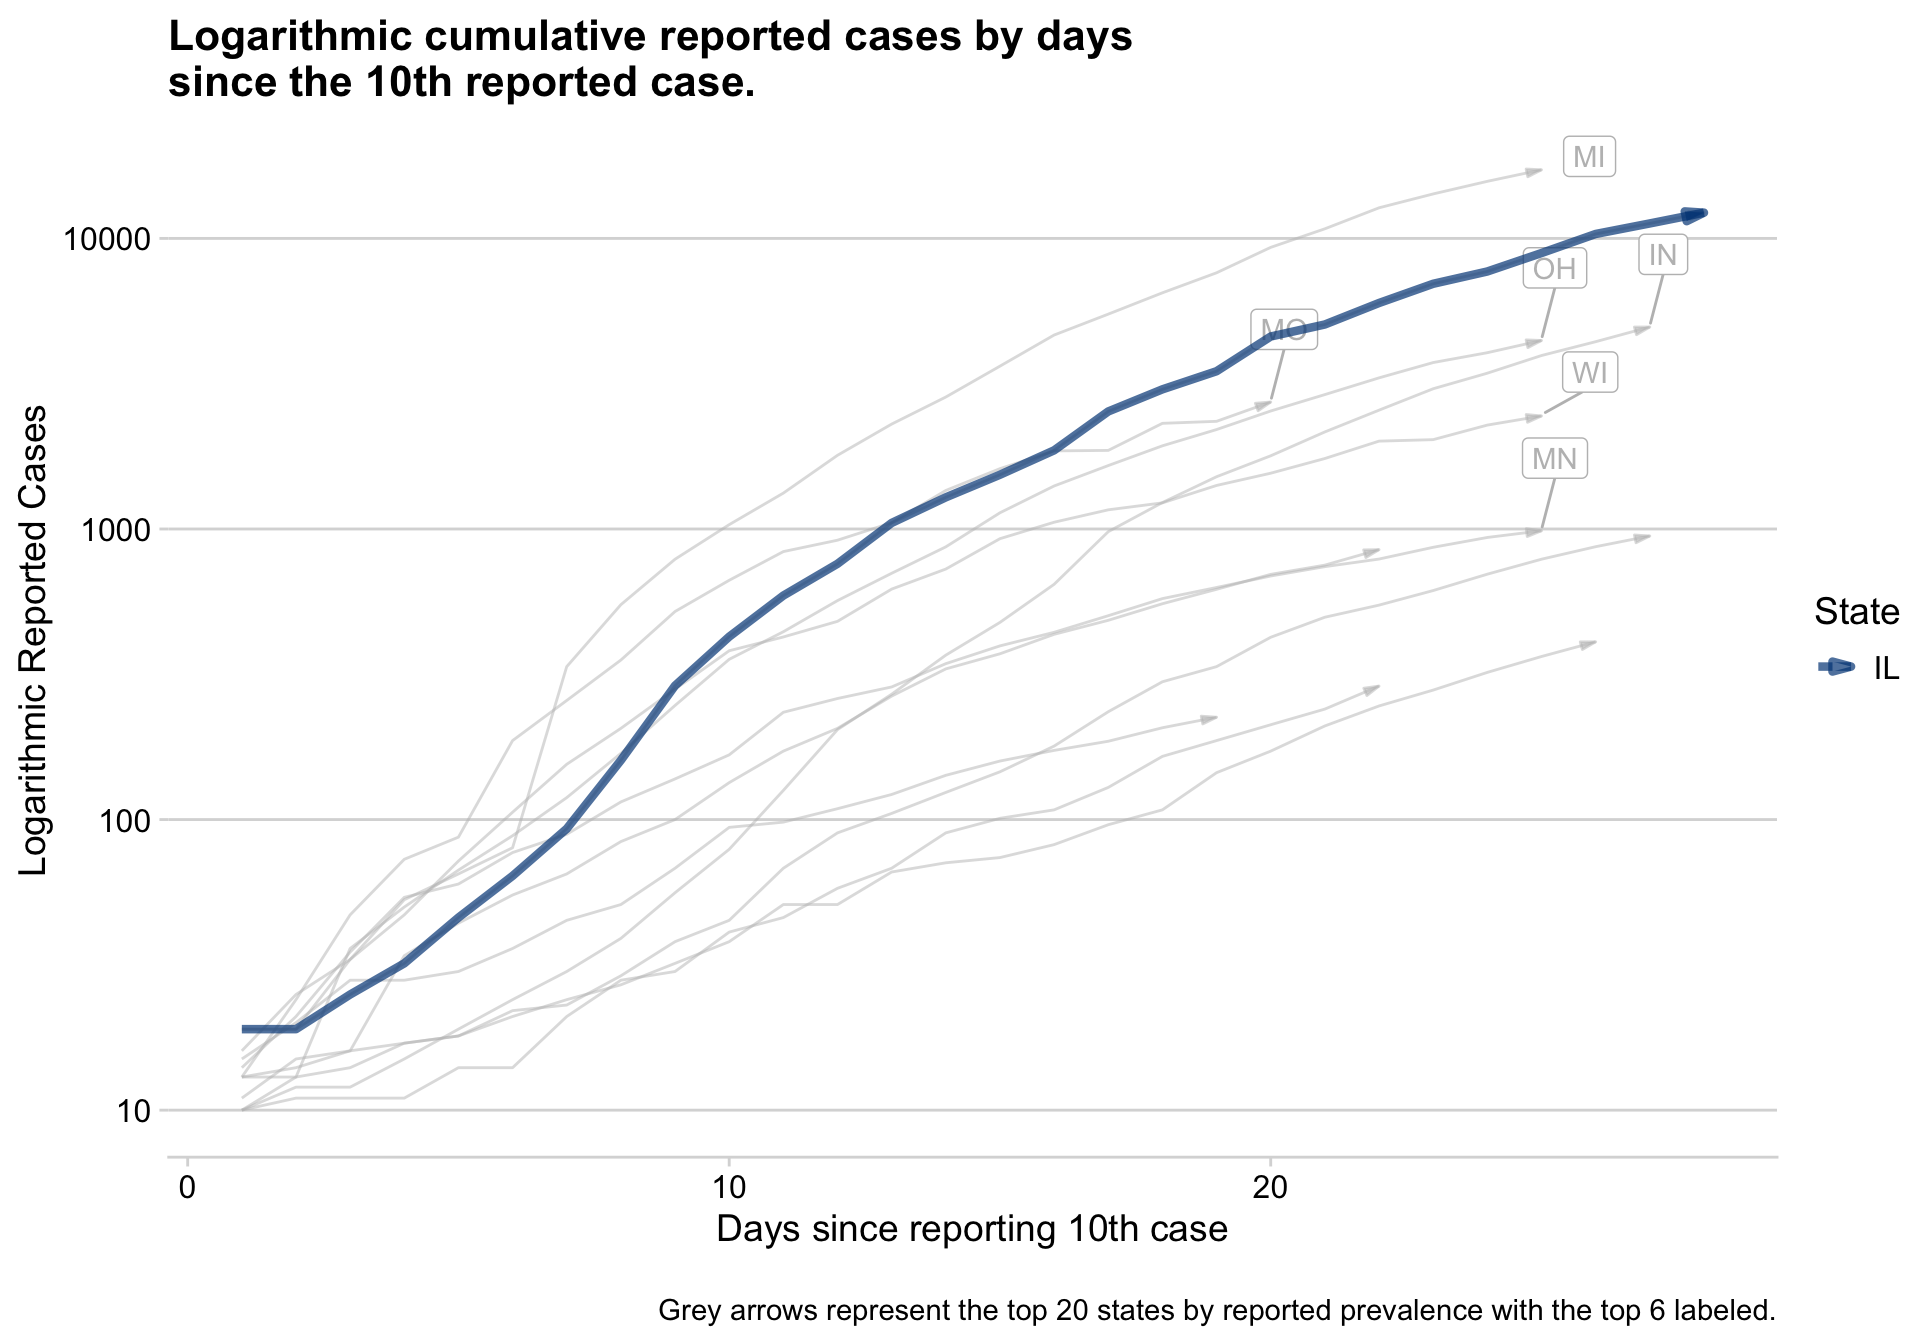 Logarithmic cumulative reported cases by days
since the 10th reported case.
MI
10000
OH
IN
MO
WI
MN
1000
100
10
Logarithmic Reported Cases
State
IL
0
10
20
Days since reporting 10th case
Grey arrows represent the top 20 states by reported prevalence with the top 6 labeled.